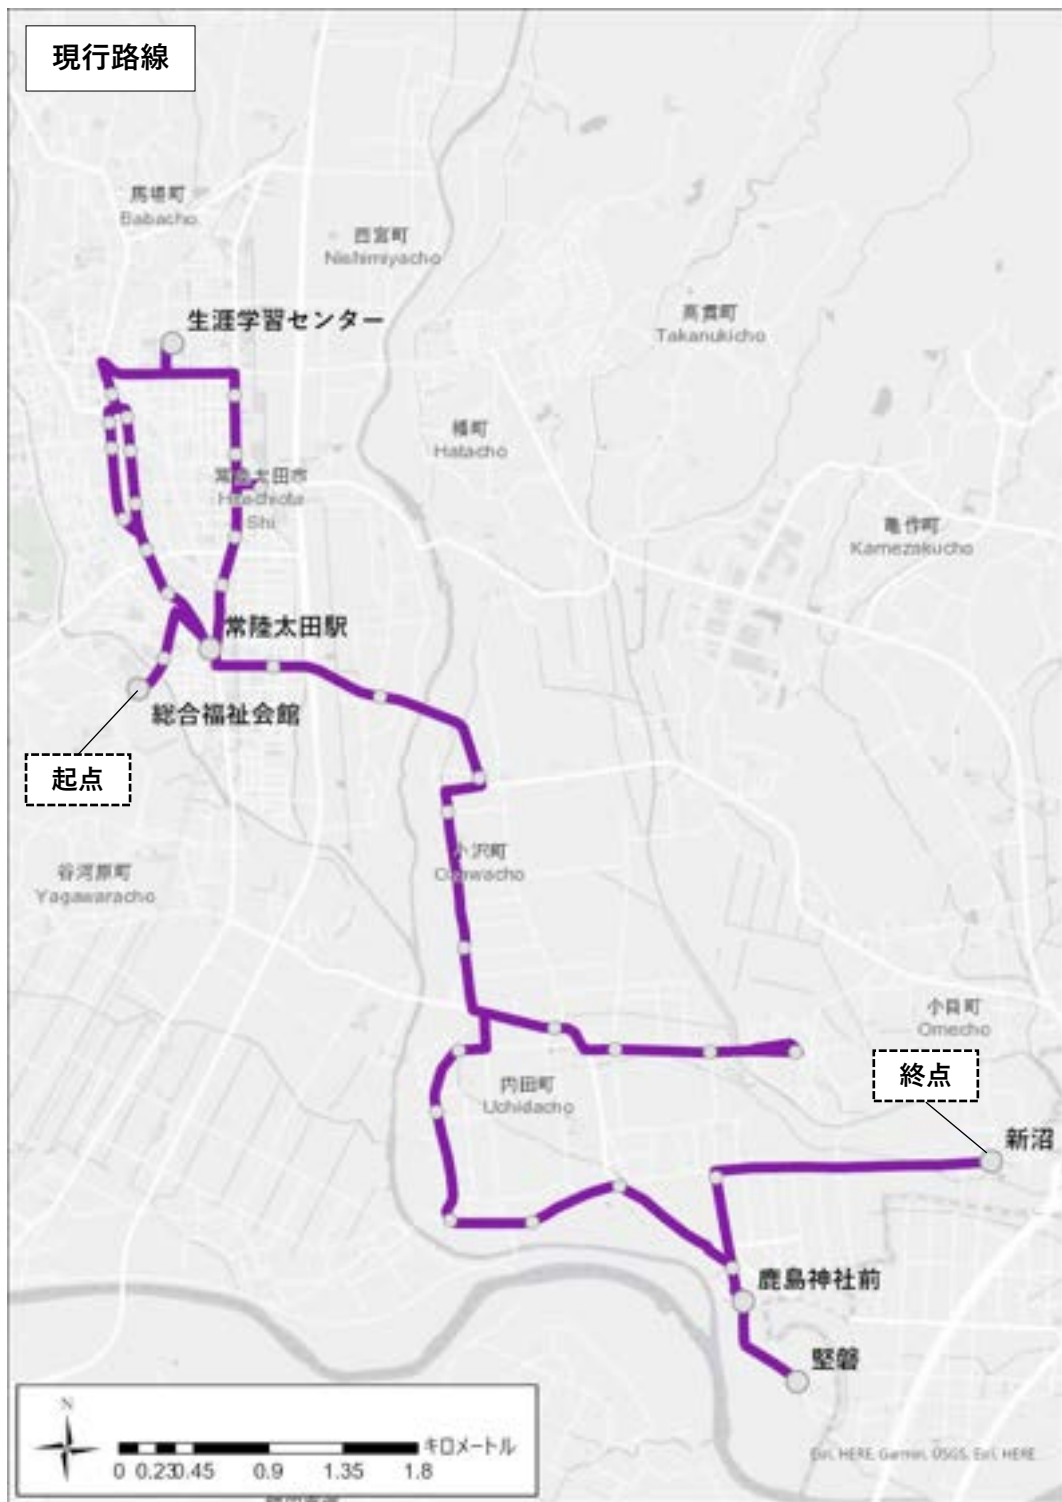 現行路線
馬場町
Babacho
西宮町
Nishimiyacho
高貫町
Takanukicho
生涯学習センター
幡町
Hatacho
常陸太田市
Hitachiota
Shi
亀作町
Kamezakucho
常陸太田駅
総合福祉会館
起点
小沢町
Ozawacho
谷河原町
Yagawaracho
小目町
Omecho
内田町
Uchidacho
終点
新沼
鹿島神社前
堅磐
N
キロメートル
0 0.230.45 0.9 1.35 1.8
Esri, HERE, Garmin, USGS, Esri, HERE